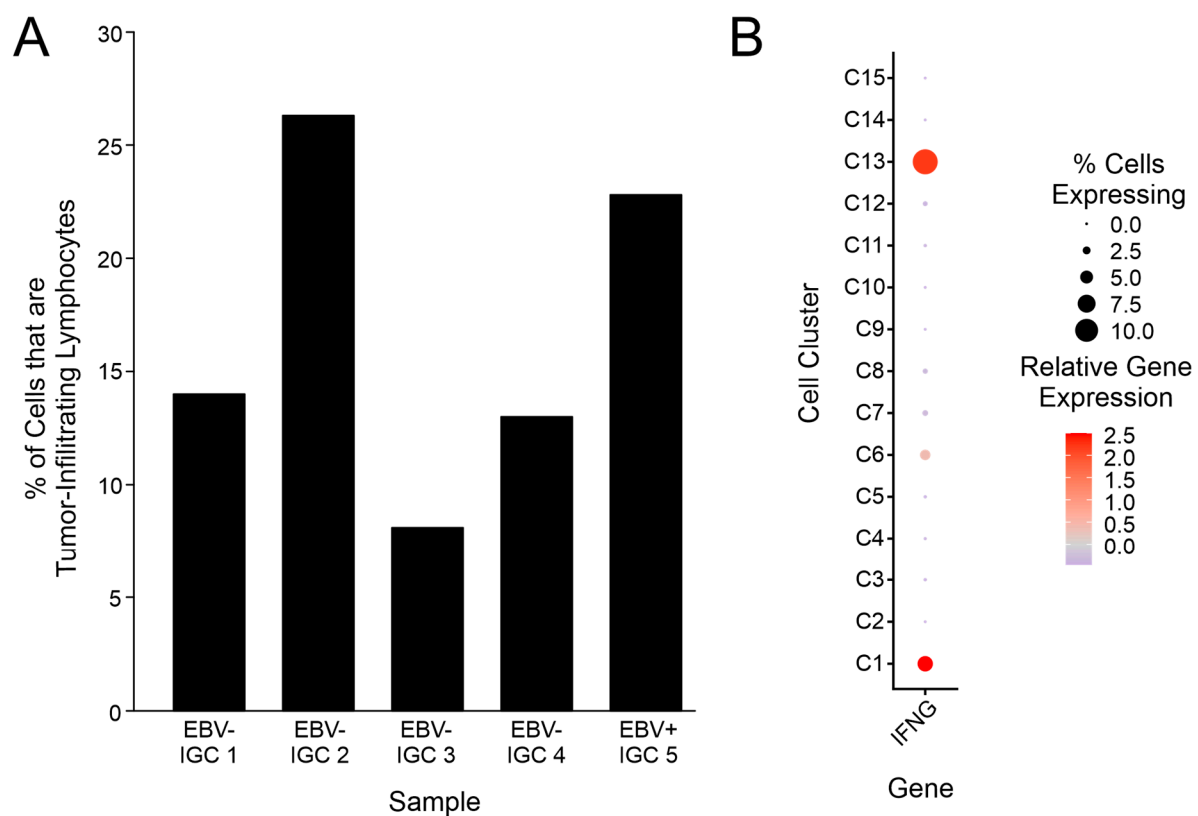 A
30
25
20
15
10
5
0
% of Cells that are
Tumor-Infilitrating Lymphocytes
EBV-
IGC 1
EBV-
IGC 2
EBV-
IGC 3
EBV-
IGC 4
EBV+
IGC 5
Sample
B
C15
C14
C13
C12
C11
C10
C9
C8
C7
C6
C5
C4
C3
C2
C1
Cell Cluster
IFNG
Gene
% Cells
Expressing
0.0
2.5
5.0
7.5
10.0
Relative Gene
Expression
2.5
2.0
1.5
1.0
0.5
0.0